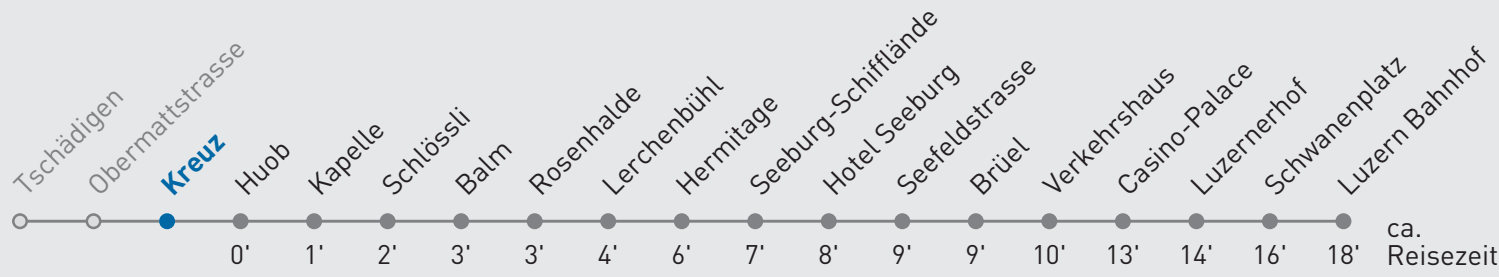 Tschädigen
Obermattstrasse
Kreuz
Huob
Kapelle
Schlössli
Balm
Rosenhalde
Lerchenbühl
Hermitage
Seeburg-Schifflände
Hotel Seeburg
Seefeldstrasse
Brüel
Verkehrshaus
Casino-Palace
Luzernerhof
Schwanenplatz
Luzern Bahnhof
0' 1' 2' 3' 3' 4' 6' 7' 8' 9' 9' 10' 13' 14' 16' 18'
ca.
Reisezeit